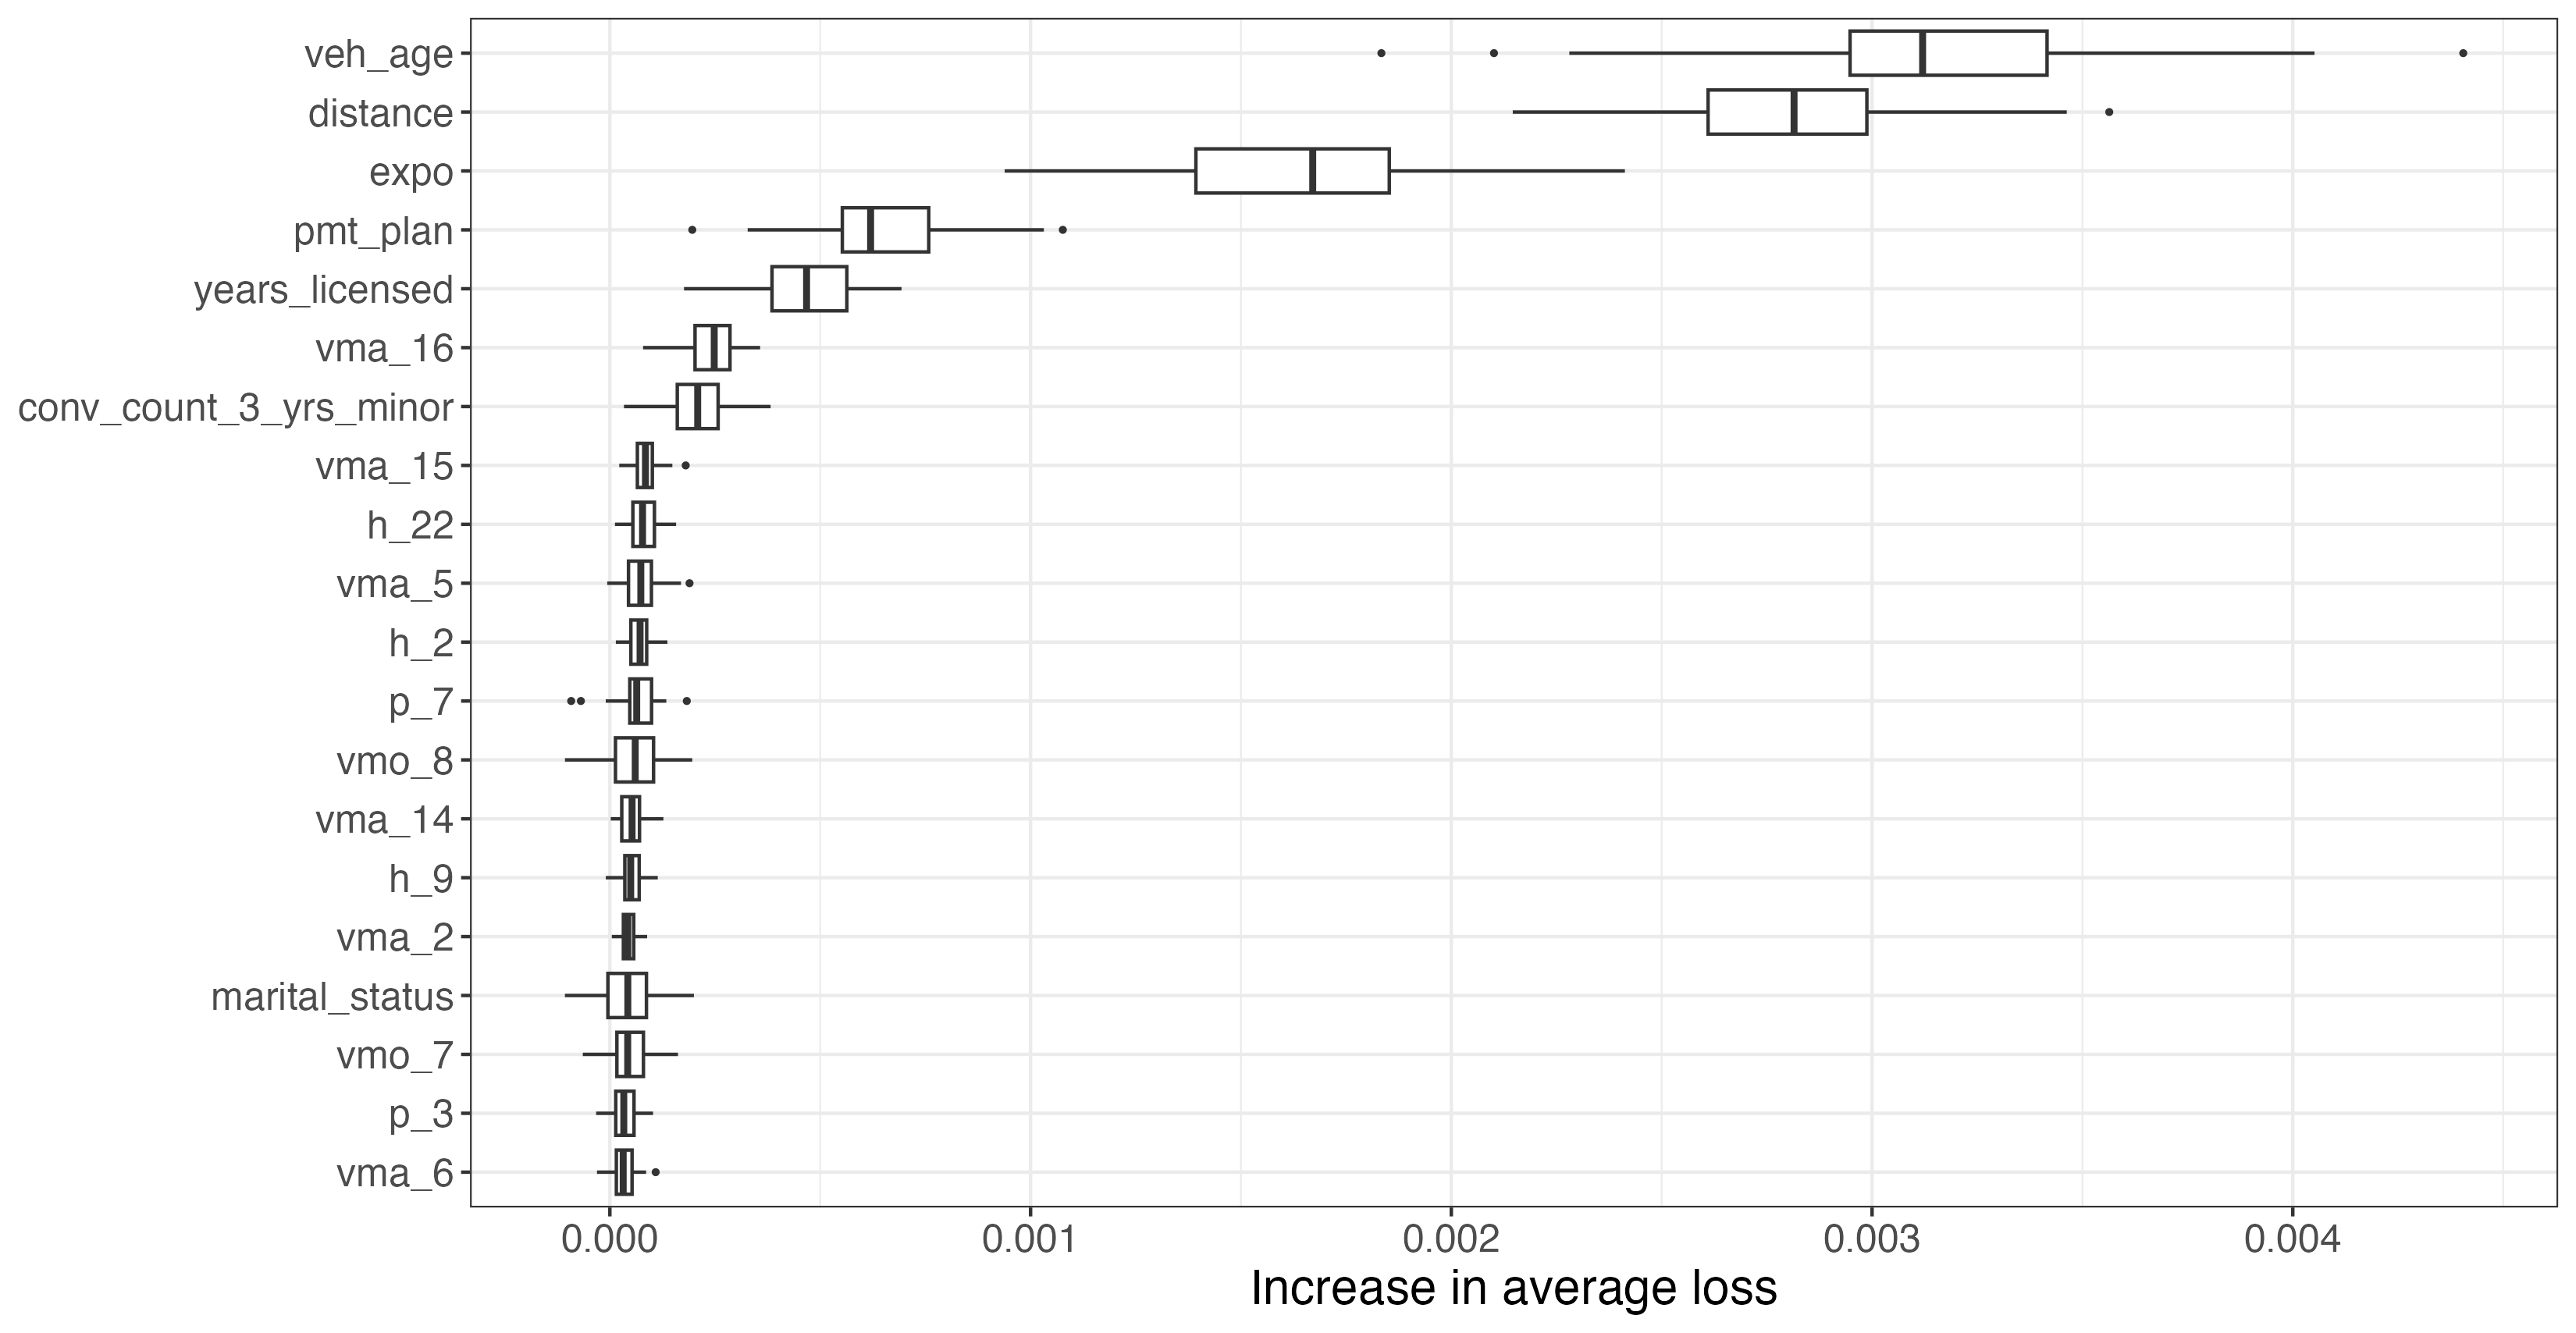 veh_age
distance
expo
pmt_plan
years_licensed
vma_16
conv_count_3_yrs_minor
vma_15
h_22
vma_5
h_2
p_7
vmo_8
vma_14
h_9
vma_2
marital_status
vmo_7
p_3
vma_6
0.000 0.001 0.002 0.003 0.004
Increase in average loss